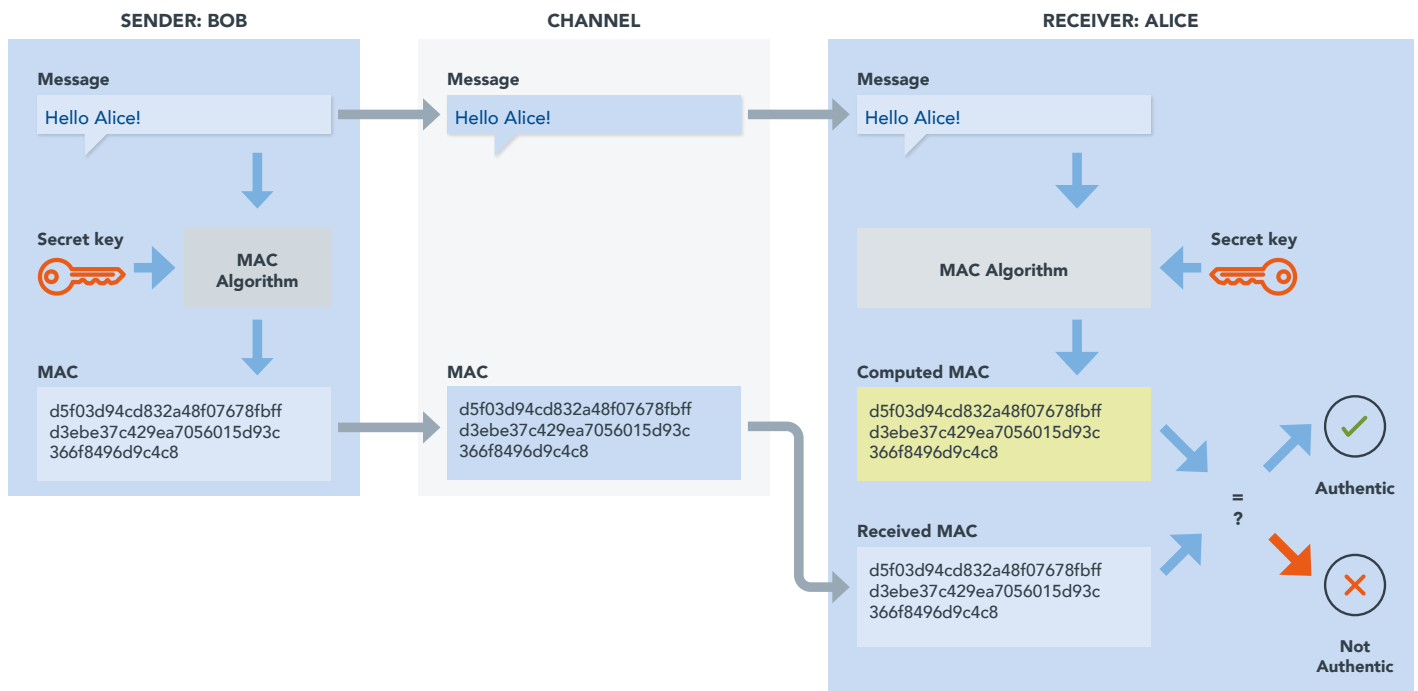 SENDER: BOB
Message
Hello Alice!
Secret key
MAC
Algorithm
MAC
d5f03d94cd832a48f07678fbff
d3ebe37c429ea7056015d93c
366f8496d9c4c8
CHANNEL
Message
Hello Alice!
MAC
d5f03d94cd832a48f07678fbff
d3ebe37c429ea7056015d93c
366f8496d9c4c8
RECEIVER: ALICE
Message
Hello Alice!
MAC Algorithm
Secret key
Computed MAC
d5f03d94cd832a48f07678fbff
d3ebe37c429ea7056015d93c
366f8496d9c4c8
Received MAC
d5f03d94cd832a48f07678fbff
d3ebe37c429ea7056015d93c
366f8496d9c4c8
=
?
Authentic
Not
Authentic